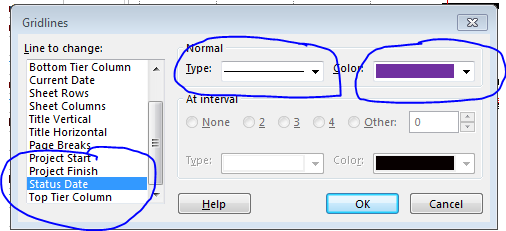 Gridlines
Line to change:
Bottom Tier Column
Current Date
Sheet Rows
Sheet Columns
Title Vertical
Title Horizontal
Page Breaks
Project Start
Project Finish
Status Date
Top Tier Column
Normal
Type:
Color:
At interval
None 2 3 4 Other: 0
Type:
Color:
Help OK Cancel